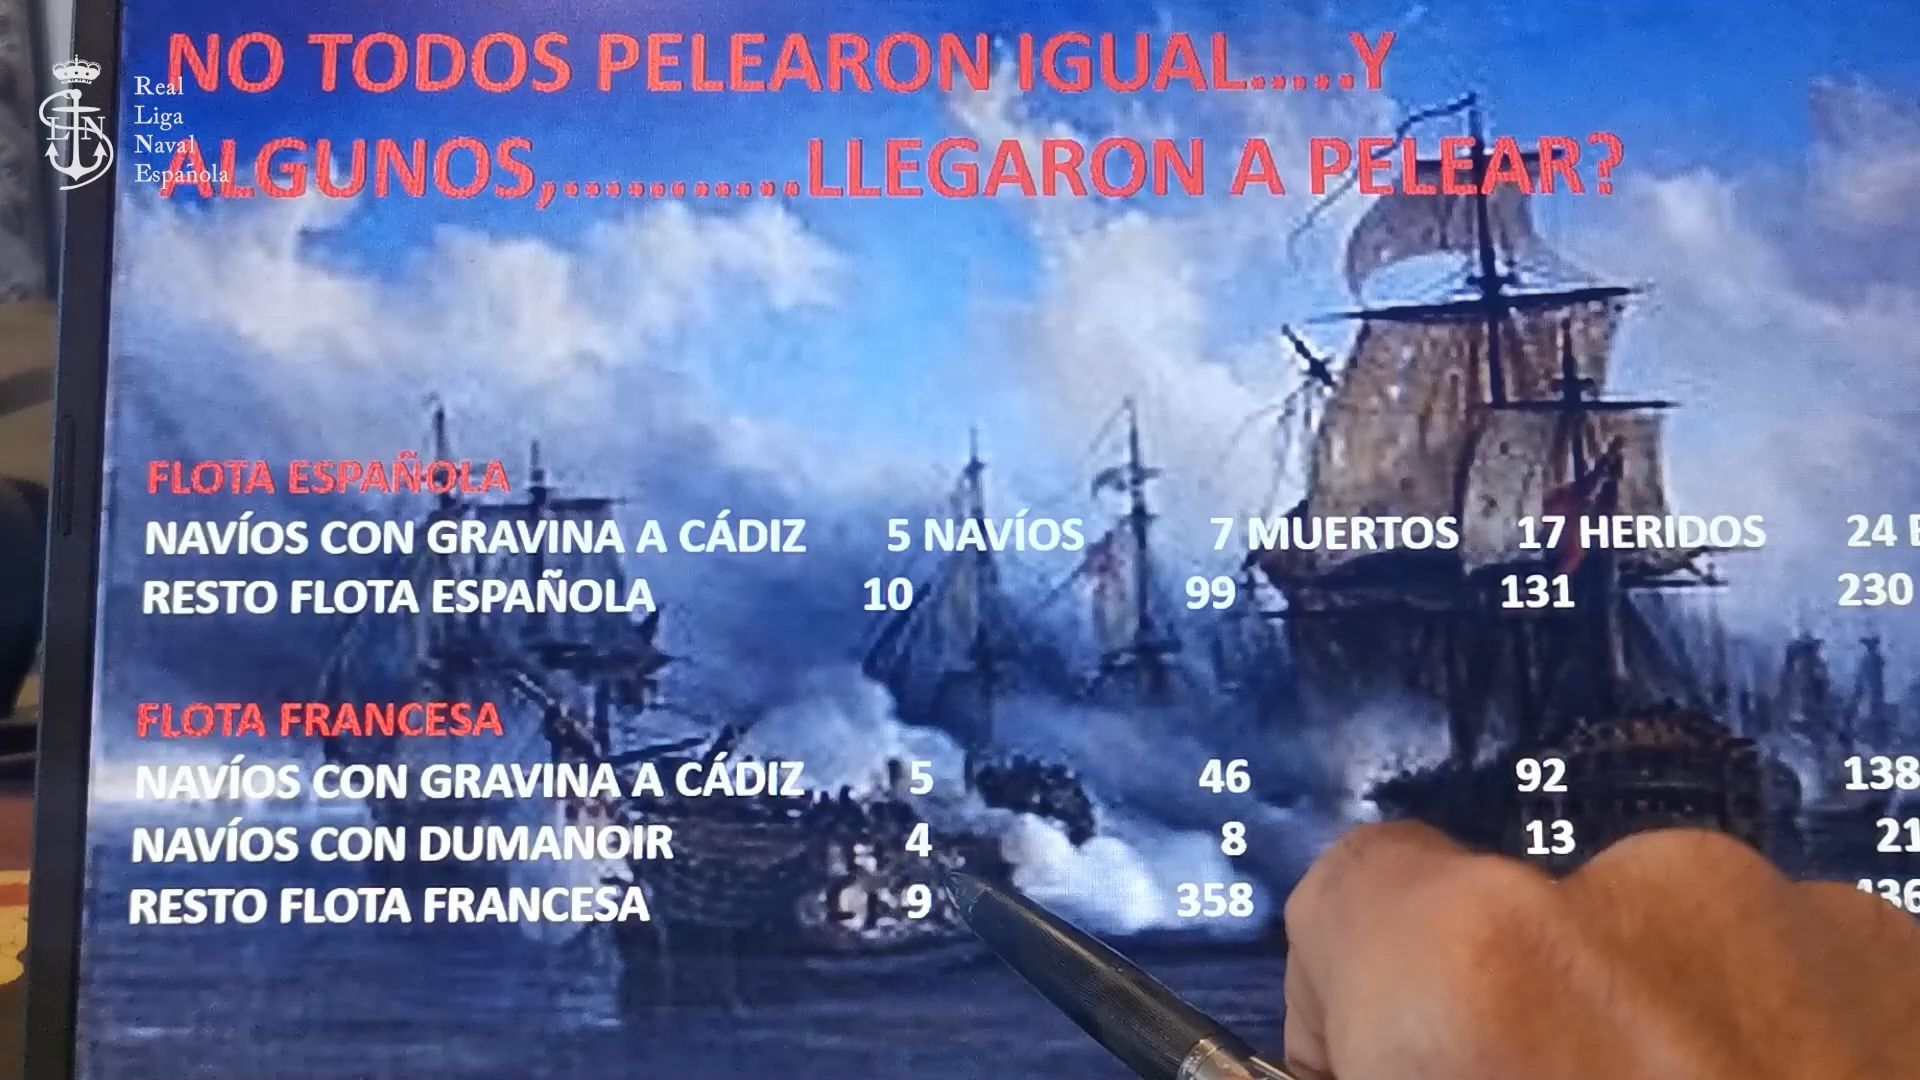 Real
Liga
Naval
Española
NO TODOS PELEARON IGUAL.....Y
ALGUNOS,...........LLEGARON A PELEAR?
FLOTA ESPAÑOLA
NAVÍOS CON GRAVINA A CÁDIZ 5 NAVÍOS 7 MUERTOS 17 HERIDOS 24
RESTO FLOTA ESPAÑOLA 10 99 131 230
FLOTA FRANCESA
NAVÍOS CON GRAVINA A CÁDIZ 5 46 92 138
NAVÍOS CON DUMANOIR 4 8 13 21
RESTO FLOTA FRANCESA 9 358